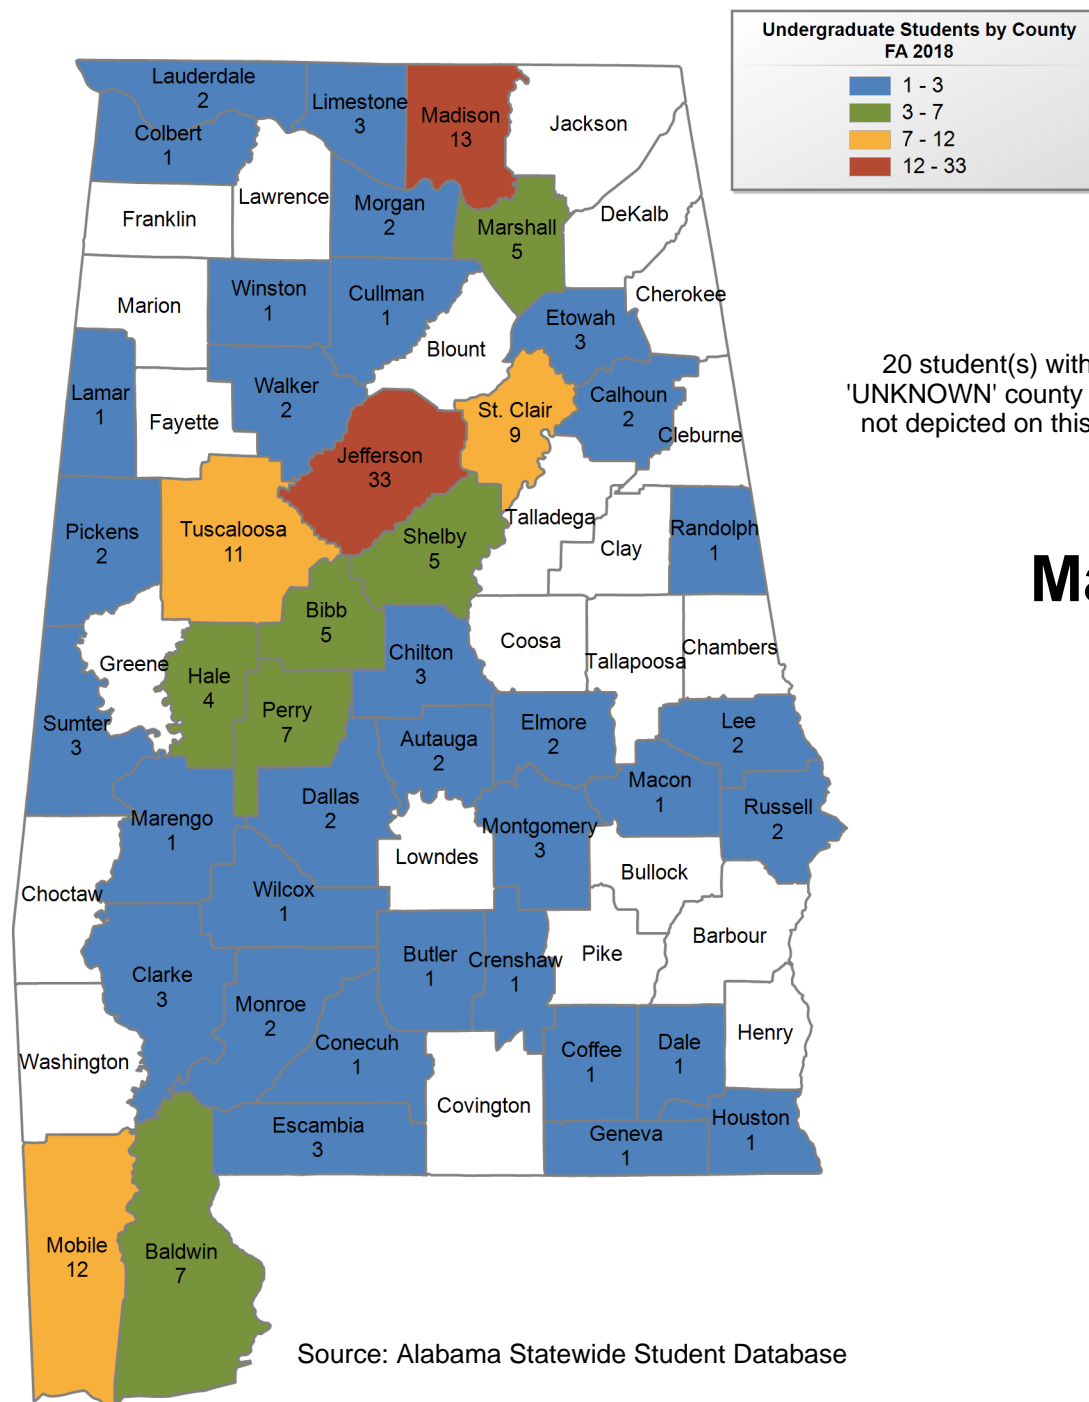 Undergraduate Students by County
FA 2018
1 - 3
3 - 7
7 - 12
12 - 33
Lauderdale
2
Limestone
3
Madison
13
Jackson
Colbert
1
Lawrence
Franklin
Morgan
2
Marshall
5
DeKalb
Marion
Winston
1
Cullman
1
Cherokee
Etowah
3
Blount
20 student(s) with
'UNKNOWN' county
not depicted on this
Lamar
1
Fayette
Walker
2
St. Clair
9
Calhoun
2
Cleburne
Jefferson
33
Pickens
2
Tuscaloosa
11
Shelby
5
Talladega
Clay
Randolph
1
Ma
Bibb
5
Greene
Hale
4
Chilton
3
Coosa
Tallapoosa
Chambers
Sumter
3
Perry
7
Autauga
2
Elmore
2
Lee
2
Macon
1
Russell
2
Marengo
1
Dallas
2
Montgomery
3
Lowndes
Bullock
Choctaw
Wilcox
1
Barbour
Clarke
3
Butler
1
Crenshaw
1
Pike
Monroe
2
Conecuh
1
Washington
Coffee
1
Dale
1
Henry
Covington
Escambia
3
Geneva
1
Houston
1
Mobile
12
Baldwin
7
Source: Alabama Statewide Student Database